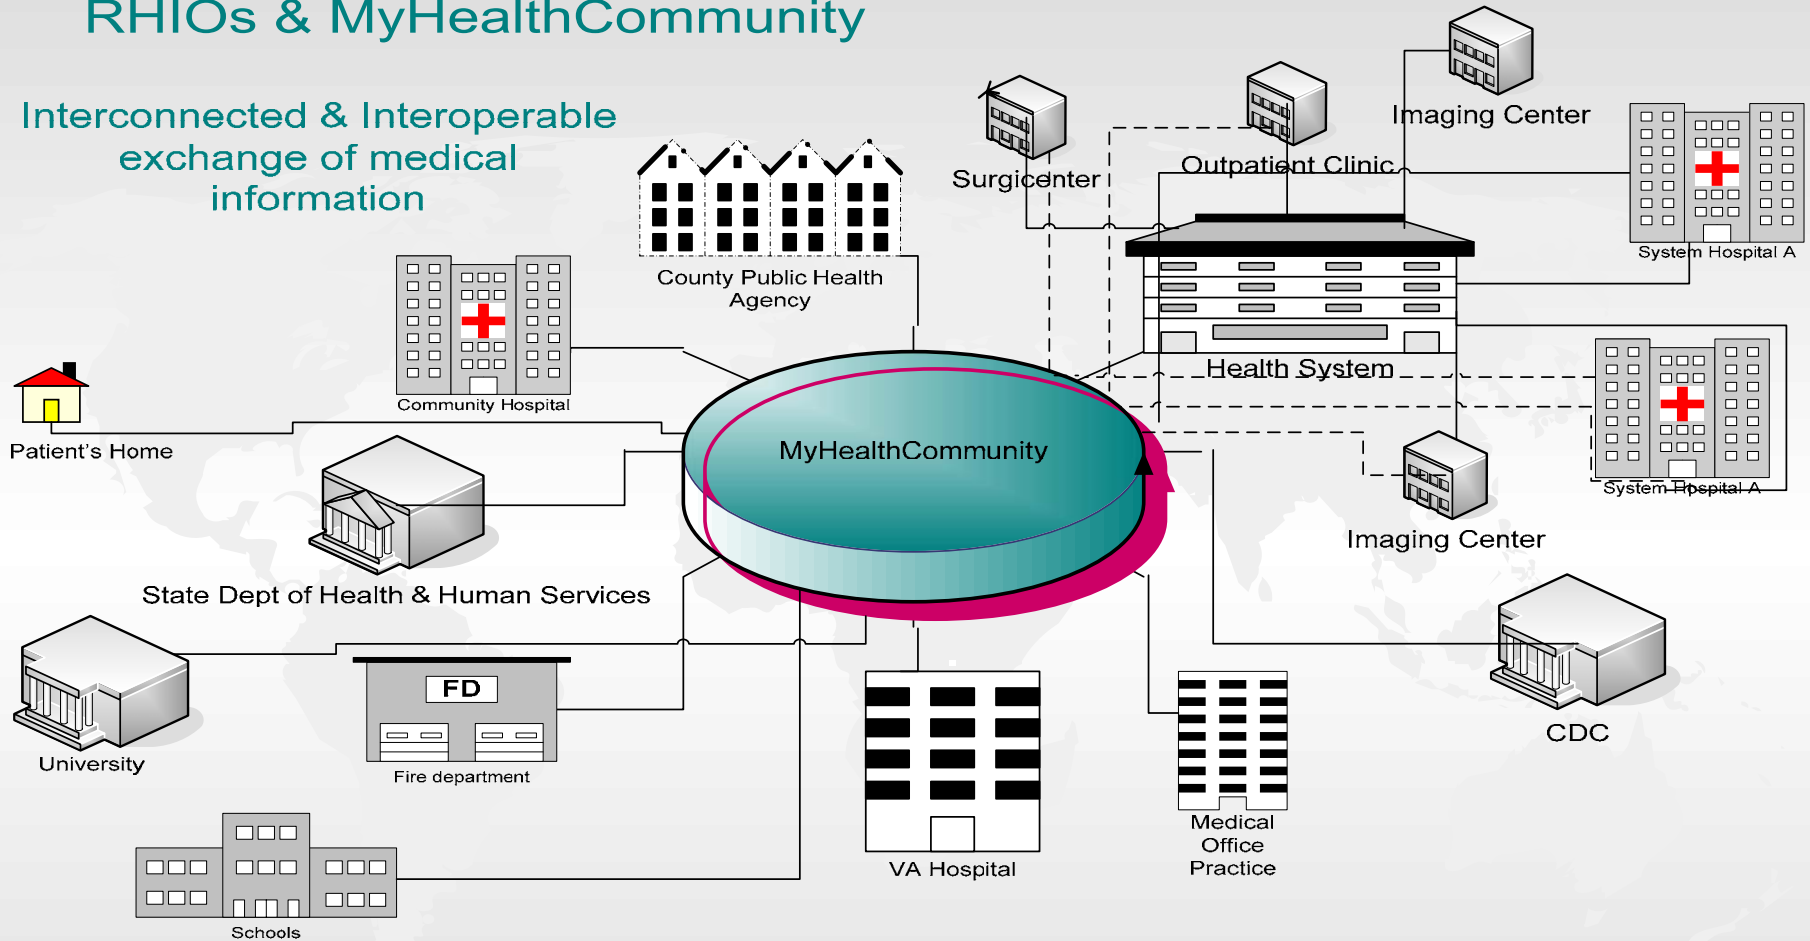 RHIOs & MyHealthCommunity
Interconnected & Interoperable
exchange of medical
information
Imaging Center
Outpatient Clinic
Surgicenter
System Hospital A
County Public Health
Agency
Health System
Community Hospital
Patient's Home
MyHealthCommunity
System Hospital A
Imaging Center
State Dept of Health & Human Services
FD
CDC
University
Fire department
Medical
Office
Practice
VA Hospital
Schools